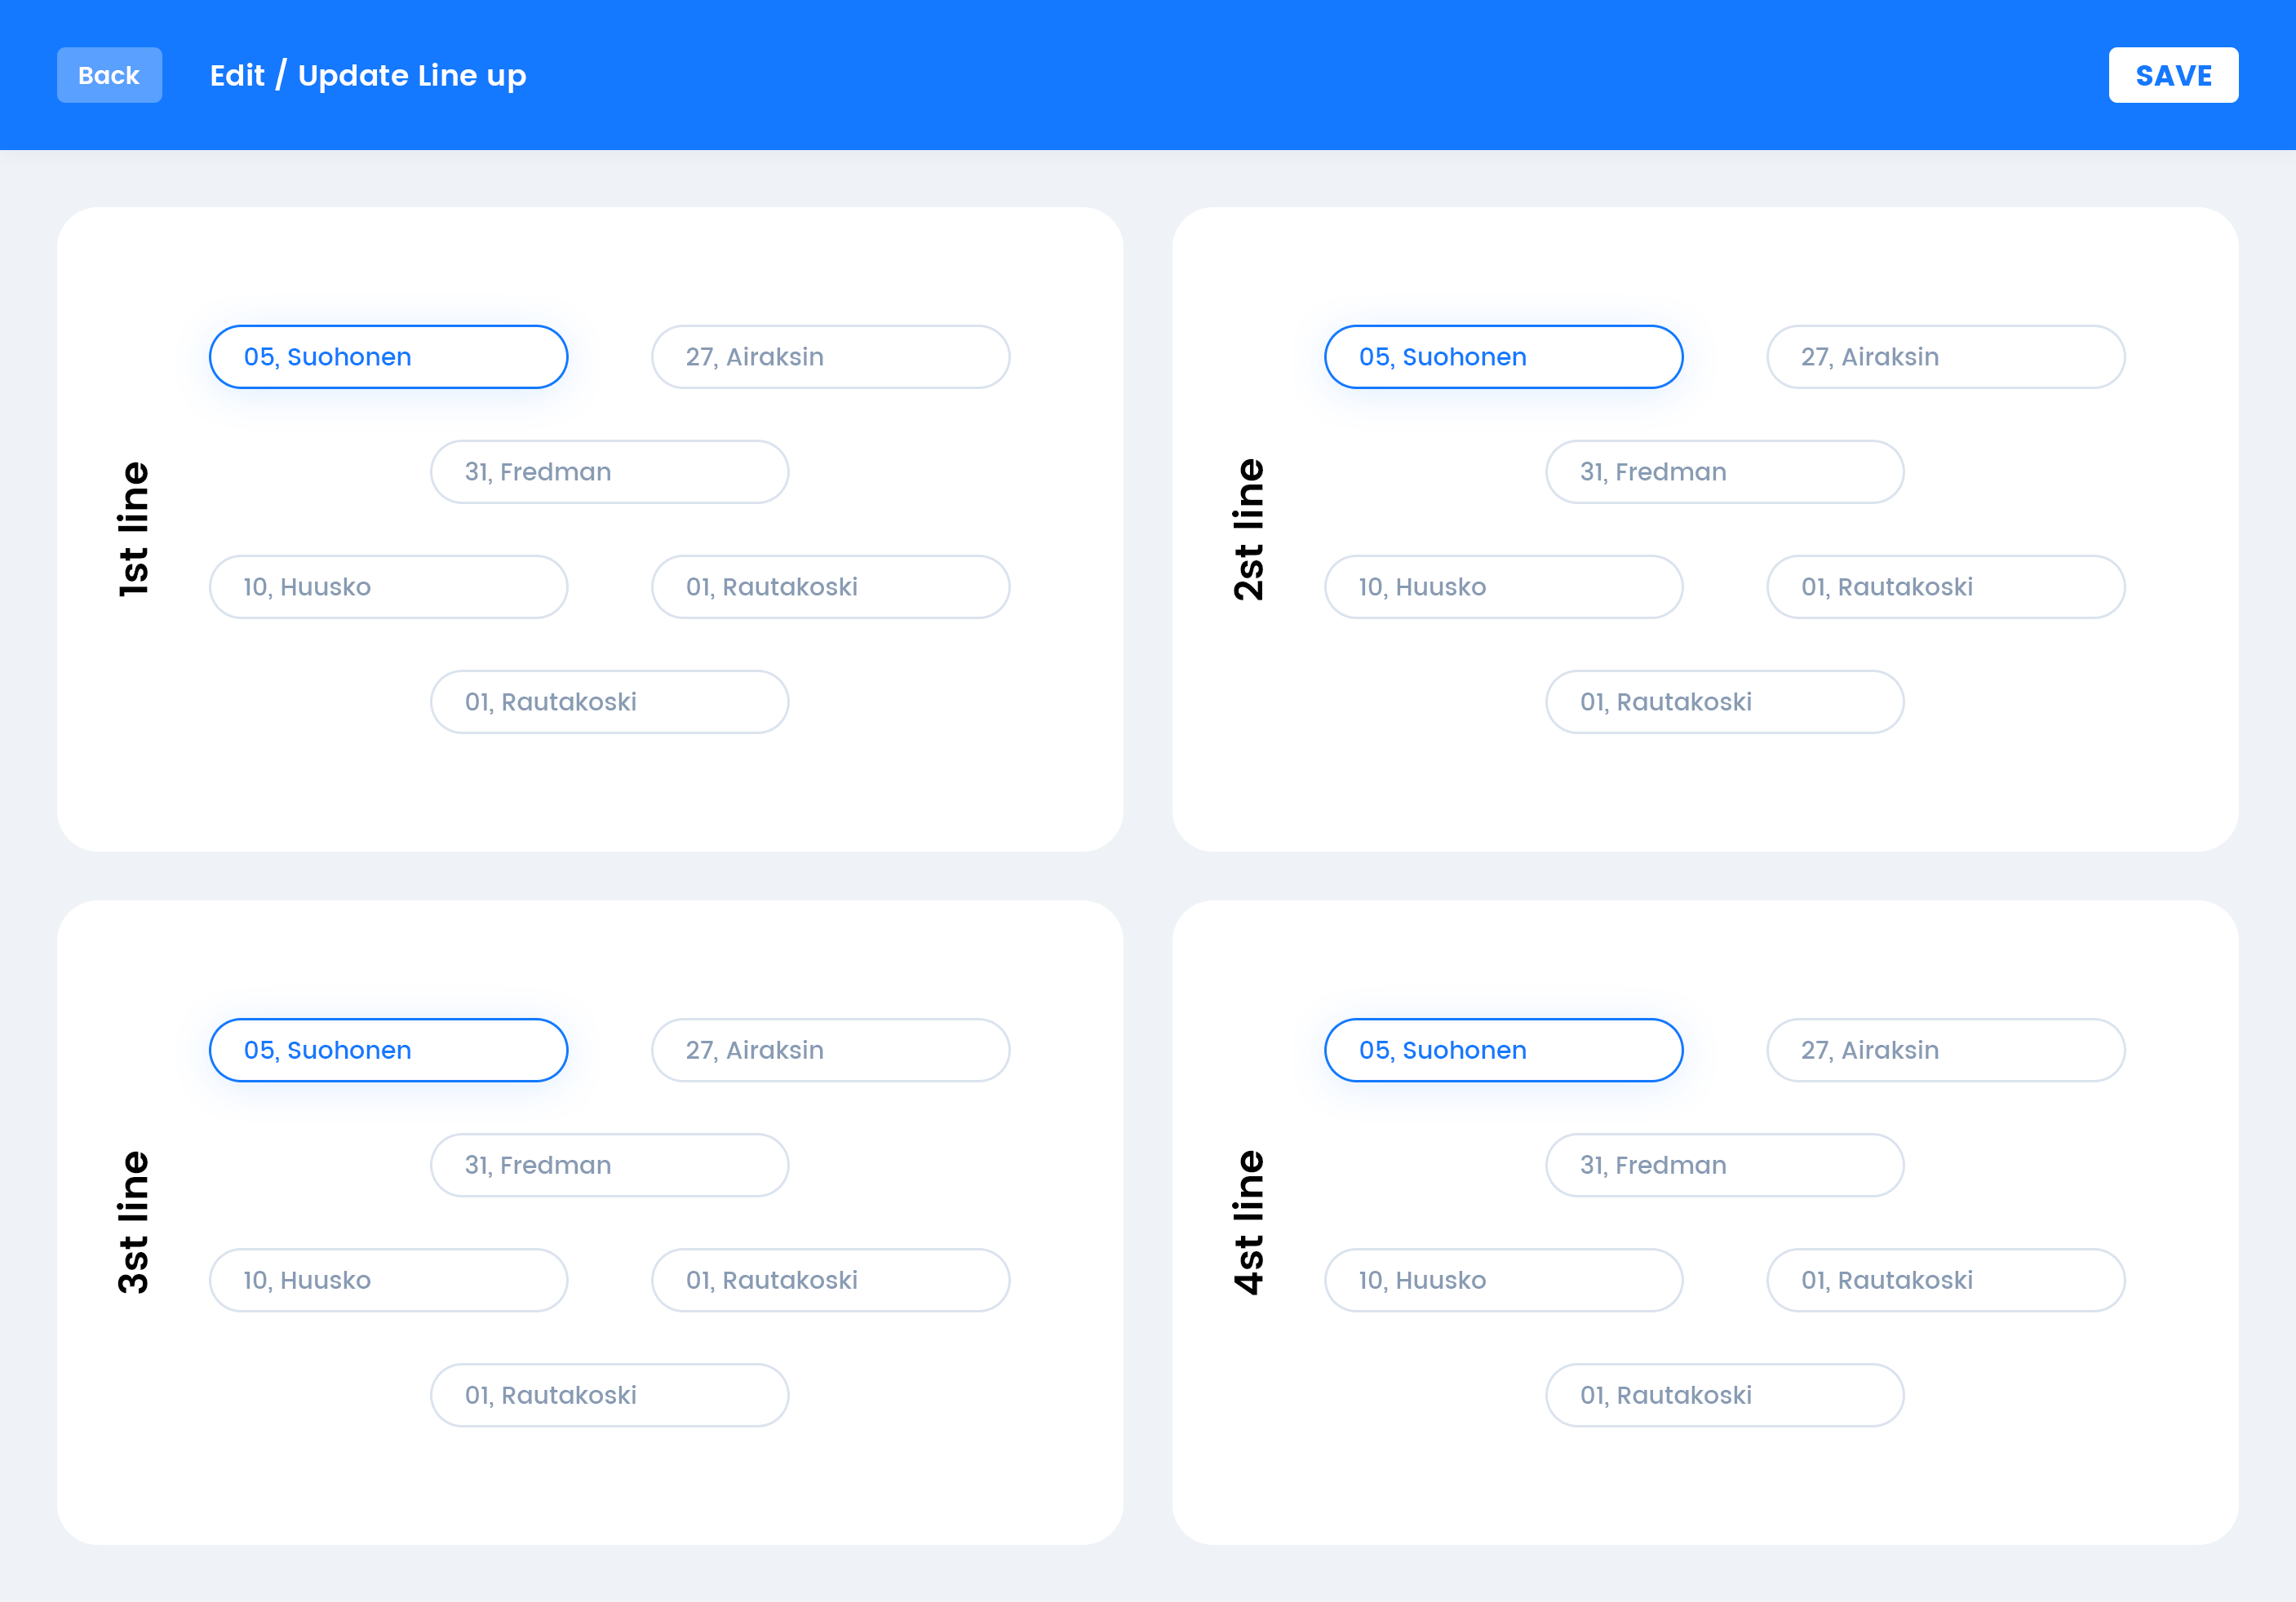 Back
Edit / Update Line up
SAVE
1st line
05, Suohonen
27, Airaksin
31, Fredman
10, Huusko
01, Rautakoski
01, Rautakoski
2st line
05, Suohonen
27, Airaksin
31, Fredman
10, Huusko
01, Rautakoski
01, Rautakoski
3st line
05, Suohonen
27, Airaksin
31, Fredman
10, Huusko
01, Rautakoski
01, Rautakoski
4st line
05, Suohonen
27, Airaksin
31, Fredman
10, Huusko
01, Rautakoski
01, Rautakoski